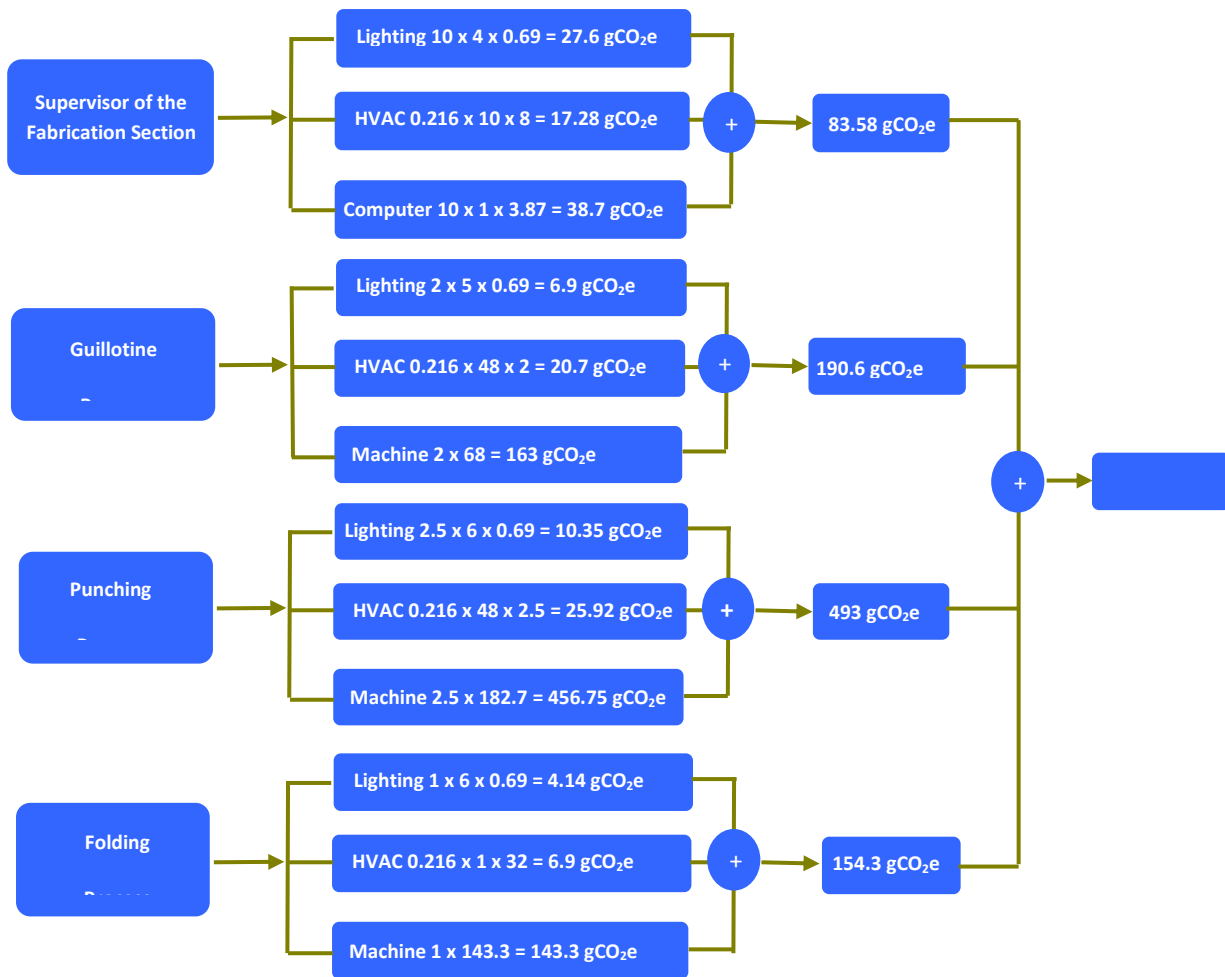 Supervisor of the
Fabrication Section
Lighting 10 x 4 x 0.69 = 27.6 gCO₂e
HVAC 0.216 x 10 x 8 = 17.28 gCO₂e
Computer 10 x 1 x 3.87 = 38.7 gCO₂e
+
83.58 gCO₂e
Guillotine
Lighting 2 x 5 x 0.69 = 6.9 gCO₂e
HVAC 0.216 x 48 x 2 = 20.7 gCO₂e
Machine 2 x 68 = 163 gCO₂e
+
190.6 gCO₂e
+
Punching
Lighting 2.5 x 6 x 0.69 = 10.35 gCO₂e
HVAC 0.216 x 48 x 2.5 = 25.92 gCO₂e
Machine 2.5 x 182.7 = 456.75 gCO₂e
+
493 gCO₂e
Folding
Lighting 1 x 6 x 0.69 = 4.14 gCO₂e
HVAC 0.216 x 1 x 32 = 6.9 gCO₂e
Machine 1 x 143.3 = 143.3 gCO₂e
+
154.3 gCO₂e